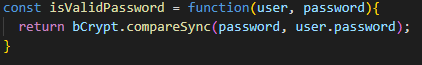 const isValidPassword = function(user, password){
  return bCrypt.compareSync(password, user.password);
}